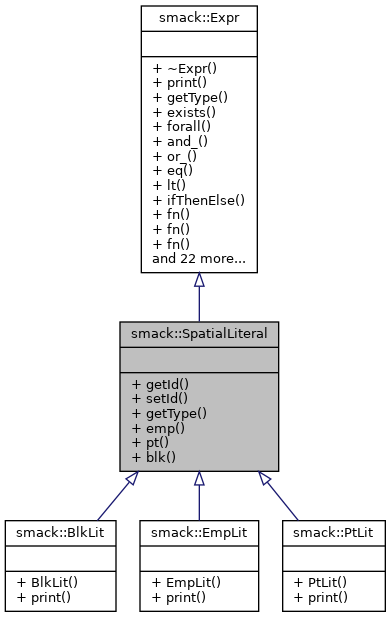 smack::Expr
+ ~Expr()
+ print()
+ getType()
+ exists()
+ forall()
+ and_()
+ or_()
+ eq()
+ lt()
+ ifThenElse()
+ fn()
+ fn()
+ fn()
and 22 more...
smack::SpatialLiteral
+ getId()
+ setId()
+ getType()
+ emp()
+ pt()
+ blk()
smack::BlkLit
+ BlkLit()
+ print()
smack::EmpLit
+ EmpLit()
+ print()
smack::PtLit
+ PtLit()
+ print()